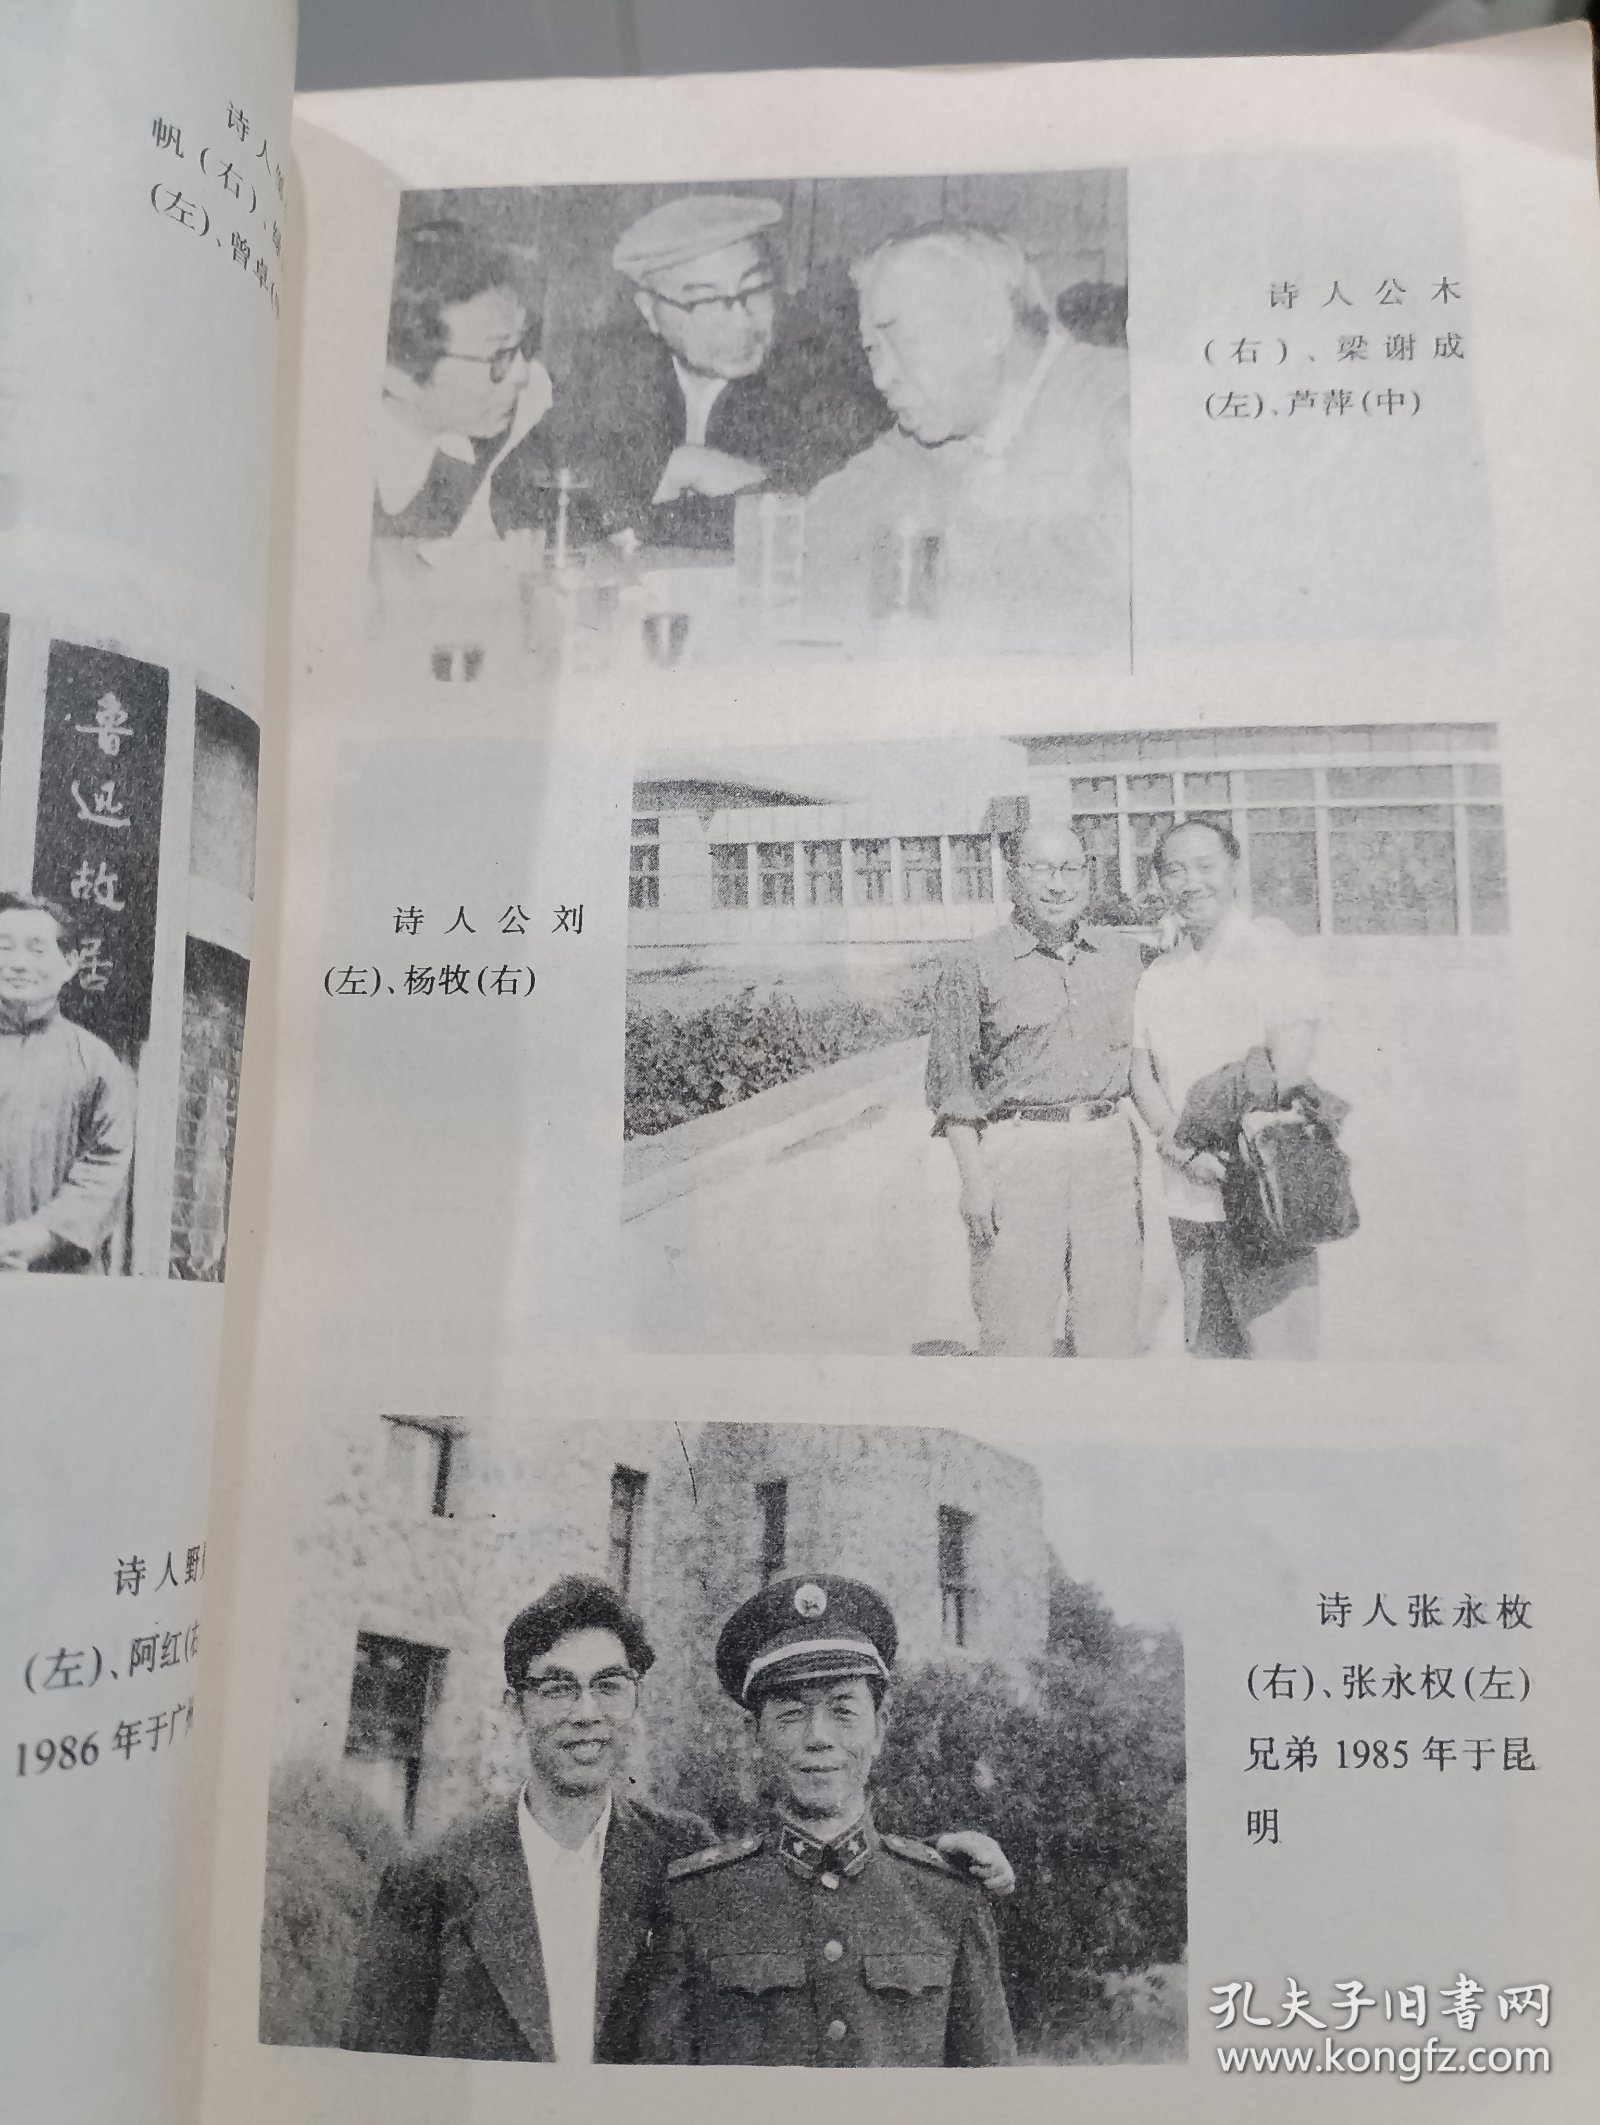 诗人
帆(右)、
(左)、曾卓(
鲁迅故居
诗人野
(左)、阿红(
1986年于广
诗人公木
(右)、梁谢成
(左)、芦萍(中)
诗人公刘
(左)、杨牧(右)
诗人张永枚
(右)、张永权(左)
兄弟1985年于昆
明
孔夫子旧书网
www.kongfz.com